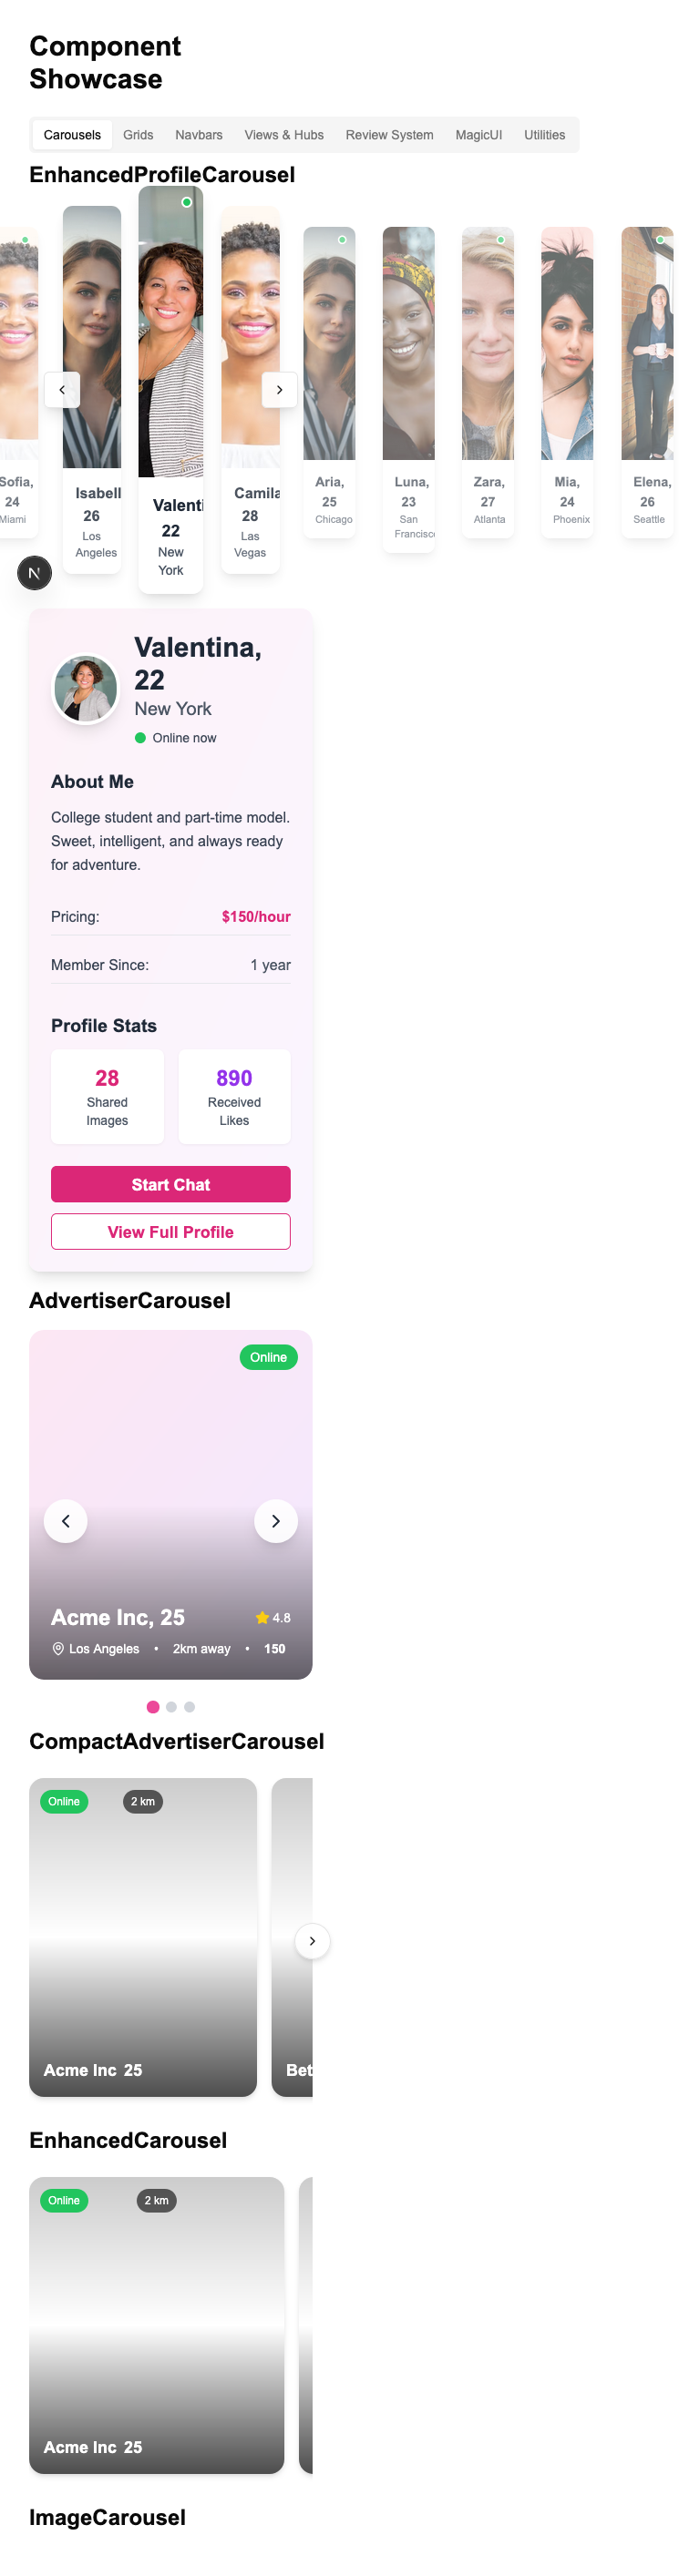 Component
Showcase
Carousels Grids Navbars Views & Hubs Review System MagicUI Utilities
EnhancedProfileCarousel
Sofia,
24
Miami
Isabell
26
Los
Angeles
Valenti
22
New
York
Camila
28
Las
Vegas
Aria,
25
Chicago
Luna,
23
San
Francisc
Zara,
27
Atlanta
Mia,
24
Phoenix
Elena,
26
Seattle
N
Valentina,
22
New York
Online now
About Me
College student and part-time model.
Sweet, intelligent, and always ready
for adventure.
Pricing: $150/hour
Member Since: 1 year
Profile Stats
28
Shared
Images
890
Received
Likes
Start Chat
View Full Profile
AdvertiserCarousel
Online
Acme Inc, 25 4.8
Los Angeles • 2km away • 150
CompactAdvertiserCarousel
Online 2 km
Acme Inc 25
Bet
EnhancedCarousel
Online 2 km
Acme Inc 25
ImageCarousel